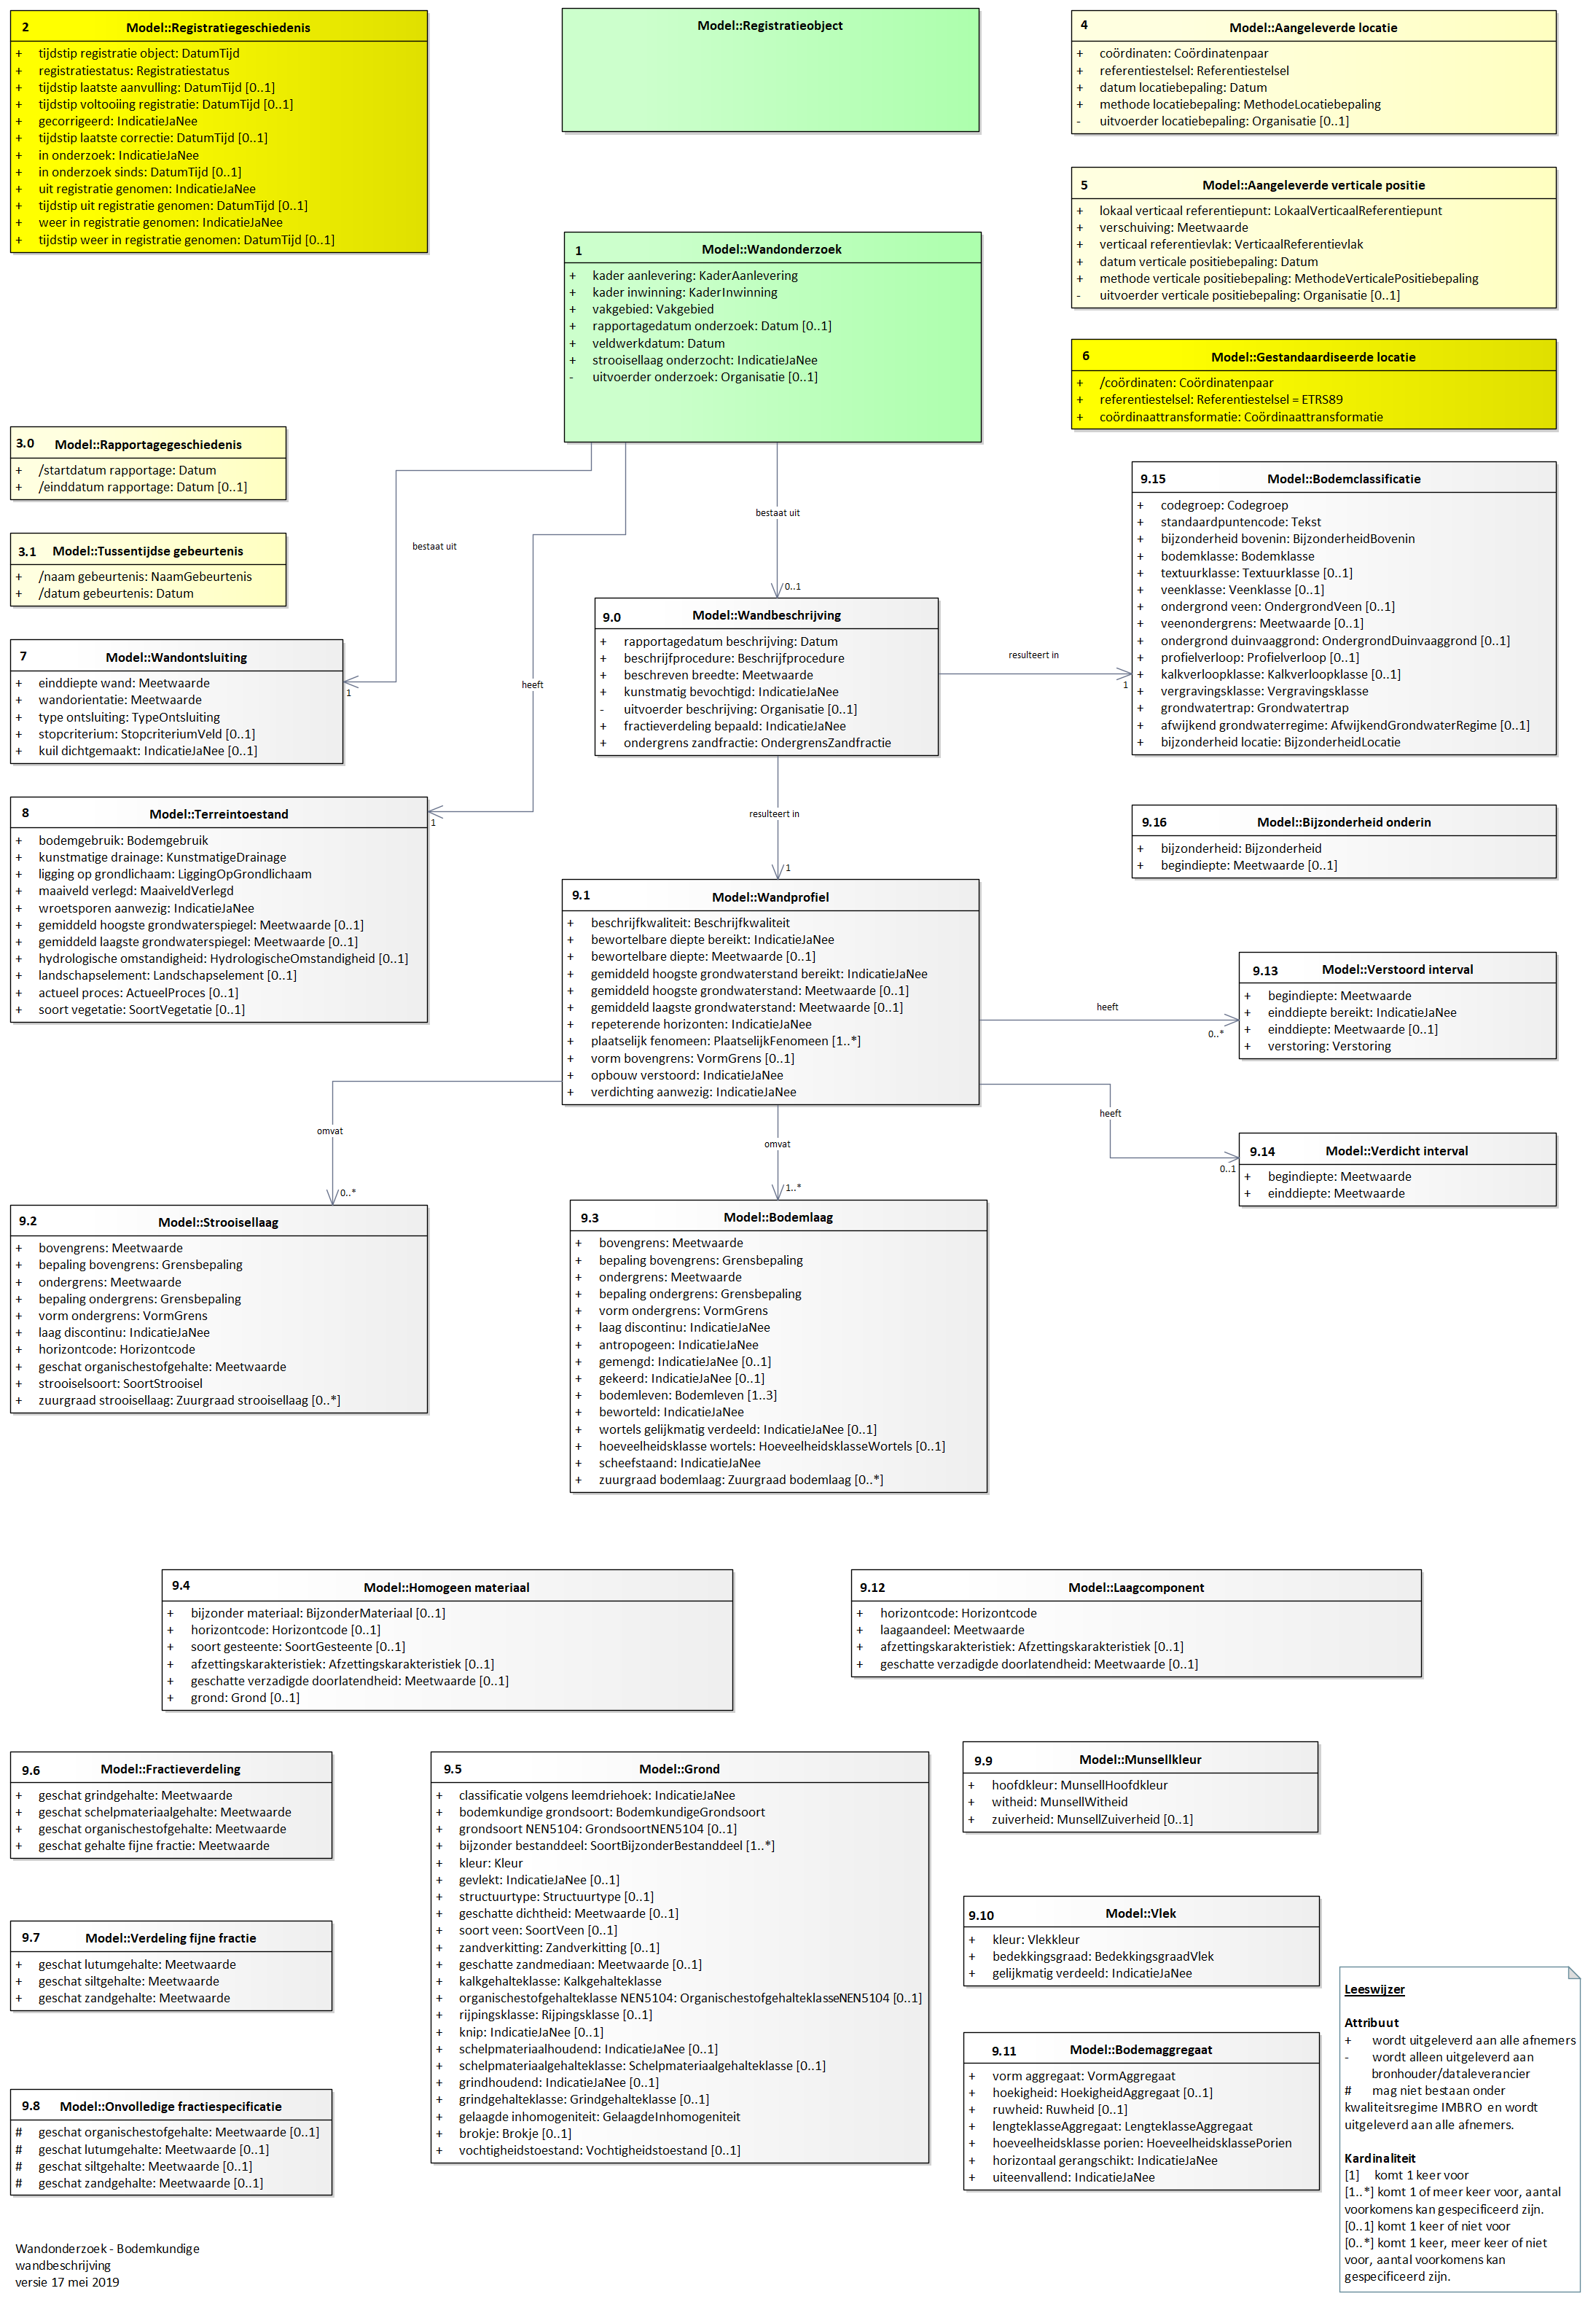 2 Model::Registratiegeschiedenis
+ tijdstip registratie object: DatumTijd
+ registratiestatus: Registratiestatus
+ tijdstip laatste aanvulling: DatumTijd [0..1]
+ tijdstip voltooiing registratie: DatumTijd [0..1]
+ gecorrigeerd: IndicatieJaNee
+ tijdstip laatste correctie: DatumTijd [0..1]
+ in onderzoek: IndicatieJaNee
+ in onderzoek sinds: DatumTijd [0..1]
+ uit registratie genomen: IndicatieJaNee
+ tijdstip uit registratie genomen: DatumTijd [0..1]
+ weer in registratie genomen: IndicatieJaNee
+ tijdstip weer in registratie genomen: DatumTijd [0..1]
Model::Registratieobject
4 Model::Aangeleverde locatie
+ coördinaten: Coördinatenpaar
+ referentiestelsel: Referentiestelsel
+ datum locatiebepaling: Datum
+ methode locatiebepaling: MethodeLocatiebepaling
- uitvoerder locatiebepaling: Organisatie [0..1]
5 Model::Aangeleverde verticale positie
+ lokaal verticaal referentiepunt: LokaalVerticaalReferentiepunt
+ verschuiving: Meetwaarde
+ verticaal referentievlak: VerticaalReferentievlak
+ datum verticale positiebepaling: Datum
+ methode verticale positiebepaling: MethodeVerticalePositiebepaling
- uitvoerder verticale positiebepaling: Organisatie [0..1]
1 Model::Wandonderzoek
+ kader aanlevering: KaderAanlevering
+ kader inwinning: KaderInwinning
+ vakgebied: Vakgebied
+ rapportagedatum onderzoek: Datum [0..1]
+ veldwerkdatum: Datum
+ strooisellaag onderzocht: IndicatieJaNee
- uitvoerder onderzoek: Organisatie [0..1]
6 Model::Gestandaardiseerde locatie
+ /coördinaten: Coördinatenpaar
+ referentiestelsel: Referentiestelsel = ETRS89
+ coördinaattransformatie: Coördinaattransformatie
3.0 Model::Rapportagegeschiedenis
+ /startdatum rapportage: Datum
+ /einddatum rapportage: Datum [0..1]
3.1 Model::Tussentijdse gebeurtenis
+ /naam gebeurtenis: NaamGebeurtenis
+ /datum gebeurtenis: Datum
bestaat uit
bestaat uit
0..1
heeft
7 Model::Wandontsluiting
+ einddiepte wand: Meetwaarde
+ wandorientatie: Meetwaarde
+ type ontsluiting: TypeOntsluiting
+ stopcriterium: StopcriteriumVeld [0..1]
+ kuil dichtgemaakt: IndicatieJaNee [0..1]
1
9.0 Model::Wandbeschrijving
+ rapportagedatum beschrijving: Datum
+ beschrijfprocedure: Beschrijfprocedure
+ beschreven breedte: Meetwaarde
+ kunstmatig bevochtigd: IndicatieJaNee
- uitvoerder beschrijving: Organisatie [0..1]
+ fractieverdeling bepaald: IndicatieJaNee
+ ondergrens zandfractie: OndergrensZandfractie
resulteert in
1
9.15 Model::Bodemclassificatie
+ codegroep: Codegroep
+ standaardpuntencode: Tekst
+ bijzonderheid bovenin: BijzonderheidBovenin
+ bodemklasse: Bodemklasse
+ textuurklasse: Textuurklasse [0..1]
+ veenklasse: Veenklasse [0..1]
+ ondergrond veen: OndergrondVeen [0..1]
+ veenondergrens: Meetwaarde [0..1]
+ ondergrond duinvaaggrond: OndergrondDuinvaaggrond [0..1]
+ profielverloop: Profielverloop [0..1]
+ kalkverloopklasse: Kalkverloopklasse [0..1]
+ vergravingsklasse: Vergravingsklasse
+ grondwatertrap: Grondwatertrap
+ afwijkend grondwaterregime: AfwijkendGrondwaterRegime [0..1]
+ bijzonderheid locatie: BijzonderheidLocatie
8 Model::Terreintoestand
+ bodemgebruik: Bodemgebruik
+ kunstmatige drainage: KunstmatigeDrainage
+ ligging op grondlichaam: LiggingOpGrondlichaam
+ maaiveld verlegd: MaaiveldVerlegd
+ wroetsporen aanwezig: IndicatieJaNee
+ gemiddeld hoogste grondwaterspiegel: Meetwaarde [0..1]
+ gemiddeld laagste grondwaterspiegel: Meetwaarde [0..1]
+ hydrologische omstandigheid: HydrologischeOmstandigheid [0..1]
+ landschapselement: Landschapselement [0..1]
+ actueel proces: ActueelProces [0..1]
+ soort vegetatie: SoortVegetatie [0..1]
1
resulteert in
1
9.16 Model::Bijzonderheid onderin
+ bijzonderheid: Bijzonderheid
+ begindiepte: Meetwaarde [0..1]
9.1 Model::Wandprofiel
+ beschrijfkwaliteit: Beschrijfkwaliteit
+ bewortelbare diepte bereikt: IndicatieJaNee
+ bewortelbare diepte: Meetwaarde [0..1]
+ gemiddeld hoogste grondwaterstand bereikt: IndicatieJaNee
+ gemiddeld hoogste grondwaterstand: Meetwaarde [0..1]
+ gemiddeld laagste grondwaterstand: Meetwaarde [0..1]
+ repeterende horizonten: IndicatieJaNee
+ plaatselijk fenomeen: PlaatselijkFenomeen [1..*]
+ vorm bovengrens: VormGrens [0..1]
+ opbouw verstoord: IndicatieJaNee
+ verdichting aanwezig: IndicatieJaNee
heeft
0..*
9.13 Model::Verstoord interval
+ begindiepte: Meetwaarde
+ einddiepte bereikt: IndicatieJaNee
+ einddiepte: Meetwaarde [0..1]
+ verstoring: Verstoring
heeft
0..1
9.14 Model::Verdicht interval
+ begindiepte: Meetwaarde
+ einddiepte: Meetwaarde
omvat
0..*
omvat
1..*
9.2 Model::Strooisellaag
+ bovengrens: Meetwaarde
+ bepaling bovengrens: Grensbepaling
+ ondergrens: Meetwaarde
+ bepaling ondergrens: Grensbepaling
+ vorm ondergrens: VormGrens
+ laag discontinu: IndicatieJaNee
+ horizontcode: Horizontcode
+ geschat organischestofgehalte: Meetwaarde
+ strooiselsoort: SoortStrooisel
+ zuurgraad strooisellaag: Zuurgraad strooisellaag [0..*]
9.3 Model::Bodemlaag
+ bovengrens: Meetwaarde
+ bepaling bovengrens: Grensbepaling
+ ondergrens: Meetwaarde
+ bepaling ondergrens: Grensbepaling
+ vorm ondergrens: VormGrens
+ laag discontinu: IndicatieJaNee
+ antropogeen: IndicatieJaNee
+ gemengd: IndicatieJaNee [0..1]
+ gekeerd: IndicatieJaNee [0..1]
+ bodemleven: Bodemleven [1..3]
+ beworteld: IndicatieJaNee
+ wortels gelijkmatig verdeeld: IndicatieJaNee [0..1]
+ hoeveelheidsklasse wortels: HoeveelheidsklasseWortels [0..1]
+ scheefstaand: IndicatieJaNee
+ zuurgraad bodemlaag: Zuurgraad bodemlaag [0..*]
9.4 Model::Homogeen materiaal
+ bijzonder materiaal: BijzonderMateriaal [0..1]
+ horizontcode: Horizontcode [0..1]
+ soort gesteente: SoortGesteente [0..1]
+ afzettingskarakteristiek: Afzettingskarakteristiek [0..1]
+ geschatte verzadigde doorlatendheid: Meetwaarde [0..1]
+ grond: Grond [0..1]
9.12 Model::Laagcomponent
+ horizontcode: Horizontcode
+ laagaandeel: Meetwaarde
+ afzettingskarakteristiek: Afzettingskarakteristiek [0..1]
+ geschatte verzadigde doorlatendheid: Meetwaarde [0..1]
9.6 Model::Fractieverdeling
+ geschat grindgehalte: Meetwaarde
+ geschat schelpmateriaalgehalte: Meetwaarde
+ geschat organischestofgehalte: Meetwaarde
+ geschat gehalte fijne fractie: Meetwaarde
9.7 Model::Verdeling fijne fractie
+ geschat lutumgehalte: Meetwaarde
+ geschat siltgehalte: Meetwaarde
+ geschat zandgehalte: Meetwaarde
9.8 Model::Onvolledige fractiespecificatie
# geschat organischestofgehalte: Meetwaarde [0..1]
# geschat lutumgehalte: Meetwaarde [0..1]
# geschat siltgehalte: Meetwaarde [0..1]
# geschat zandgehalte: Meetwaarde [0..1]
9.5 Model::Grond
+ classificatie volgens leemdriehoek: IndicatieJaNee
+ bodemkundige grondsoort: BodemkundigeGrondsoort
+ grondsoort NEN5104: GrondsoortNEN5104 [0..1]
+ bijzonder bestanddeel: SoortBijzonderBestanddeel [1..*]
+ kleur: Kleur
+ gevlekt: IndicatieJaNee [0..1]
+ structuurtype: Structuurtype [0..1]
+ geschatte dichtheid: Meetwaarde [0..1]
+ soort veen: SoortVeen [0..1]
+ zandverkitting: Zandverkitting [0..1]
+ geschatte zandmediaan: Meetwaarde [0..1]
+ kalkgehalteklasse: Kalkgehalteklasse
+ organischestofgehalteklasse NEN5104: OrganischestofgehalteklasseNEN5104 [0..1]
+ rijpingsklasse: Rijpingsklasse [0..1]
+ knip: IndicatieJaNee [0..1]
+ schelpmateriaalhoudend: IndicatieJaNee [0..1]
+ schelpmateriaalgehalteklasse: Schelpmateriaalgehalteklasse [0..1]
+ grindhoudend: IndicatieJaNee [0..1]
+ grindgehalteklasse: Grindgehalteklasse [0..1]
+ gelaagde inhomogeniteit: GelaagdeInhomogeniteit
+ brokje: Brokje [0..1]
+ vochtigheidstoestand: Vochtigheidstoestand [0..1]
9.9 Model::Munsellkleur
+ hoofdkleur: MunsellHoofdkleur
+ witheid: MunsellWitheid
+ zuiverheid: MunsellZuiverheid [0..1]
9.10 Model::Vlek
+ kleur: Vlekkleur
+ bedekkingsgraad: BedekkingsgraadVlek
+ gelijkmatig verdeeld: IndicatieJaNee
9.11 Model::Bodemaggregaat
+ vorm aggregaat: VormAggregaat
+ hoekigheid: HoekigheidAggregaat [0..1]
+ ruwheid: Ruwheid [0..1]
+ lengteklasseAggregaat: LengteklasseAggregaat
+ hoeveelheidsklasse porien: HoeveelheidsklassePorien
+ horizontaal gerangschikt: IndicatieJaNee
+ uiteenvallend: IndicatieJaNee
Leeswijzer
Attribuut
+ wordt uitgeleverd aan alle afnemers
- wordt alleen uitgeleverd aan
bronhouder/dataleverancier
# mag niet bestaan onder
kwaliteitsregime IMBRO en wordt
uitgeleverd aan alle afnemers.
Kardinaliteit
[1] komt 1 keer voor
[1..*] komt 1 of meer keer voor, aantal
voorkomens kan gespecificeerd zijn.
[0..1] komt 1 keer of niet voor
[0..*] komt 1 keer, meer keer of niet
voor, aantal voorkomens kan
gespecificeerd zijn.
Wandonderzoek - Bodemkundige
wandbeschrijving
versie 17 mei 2019